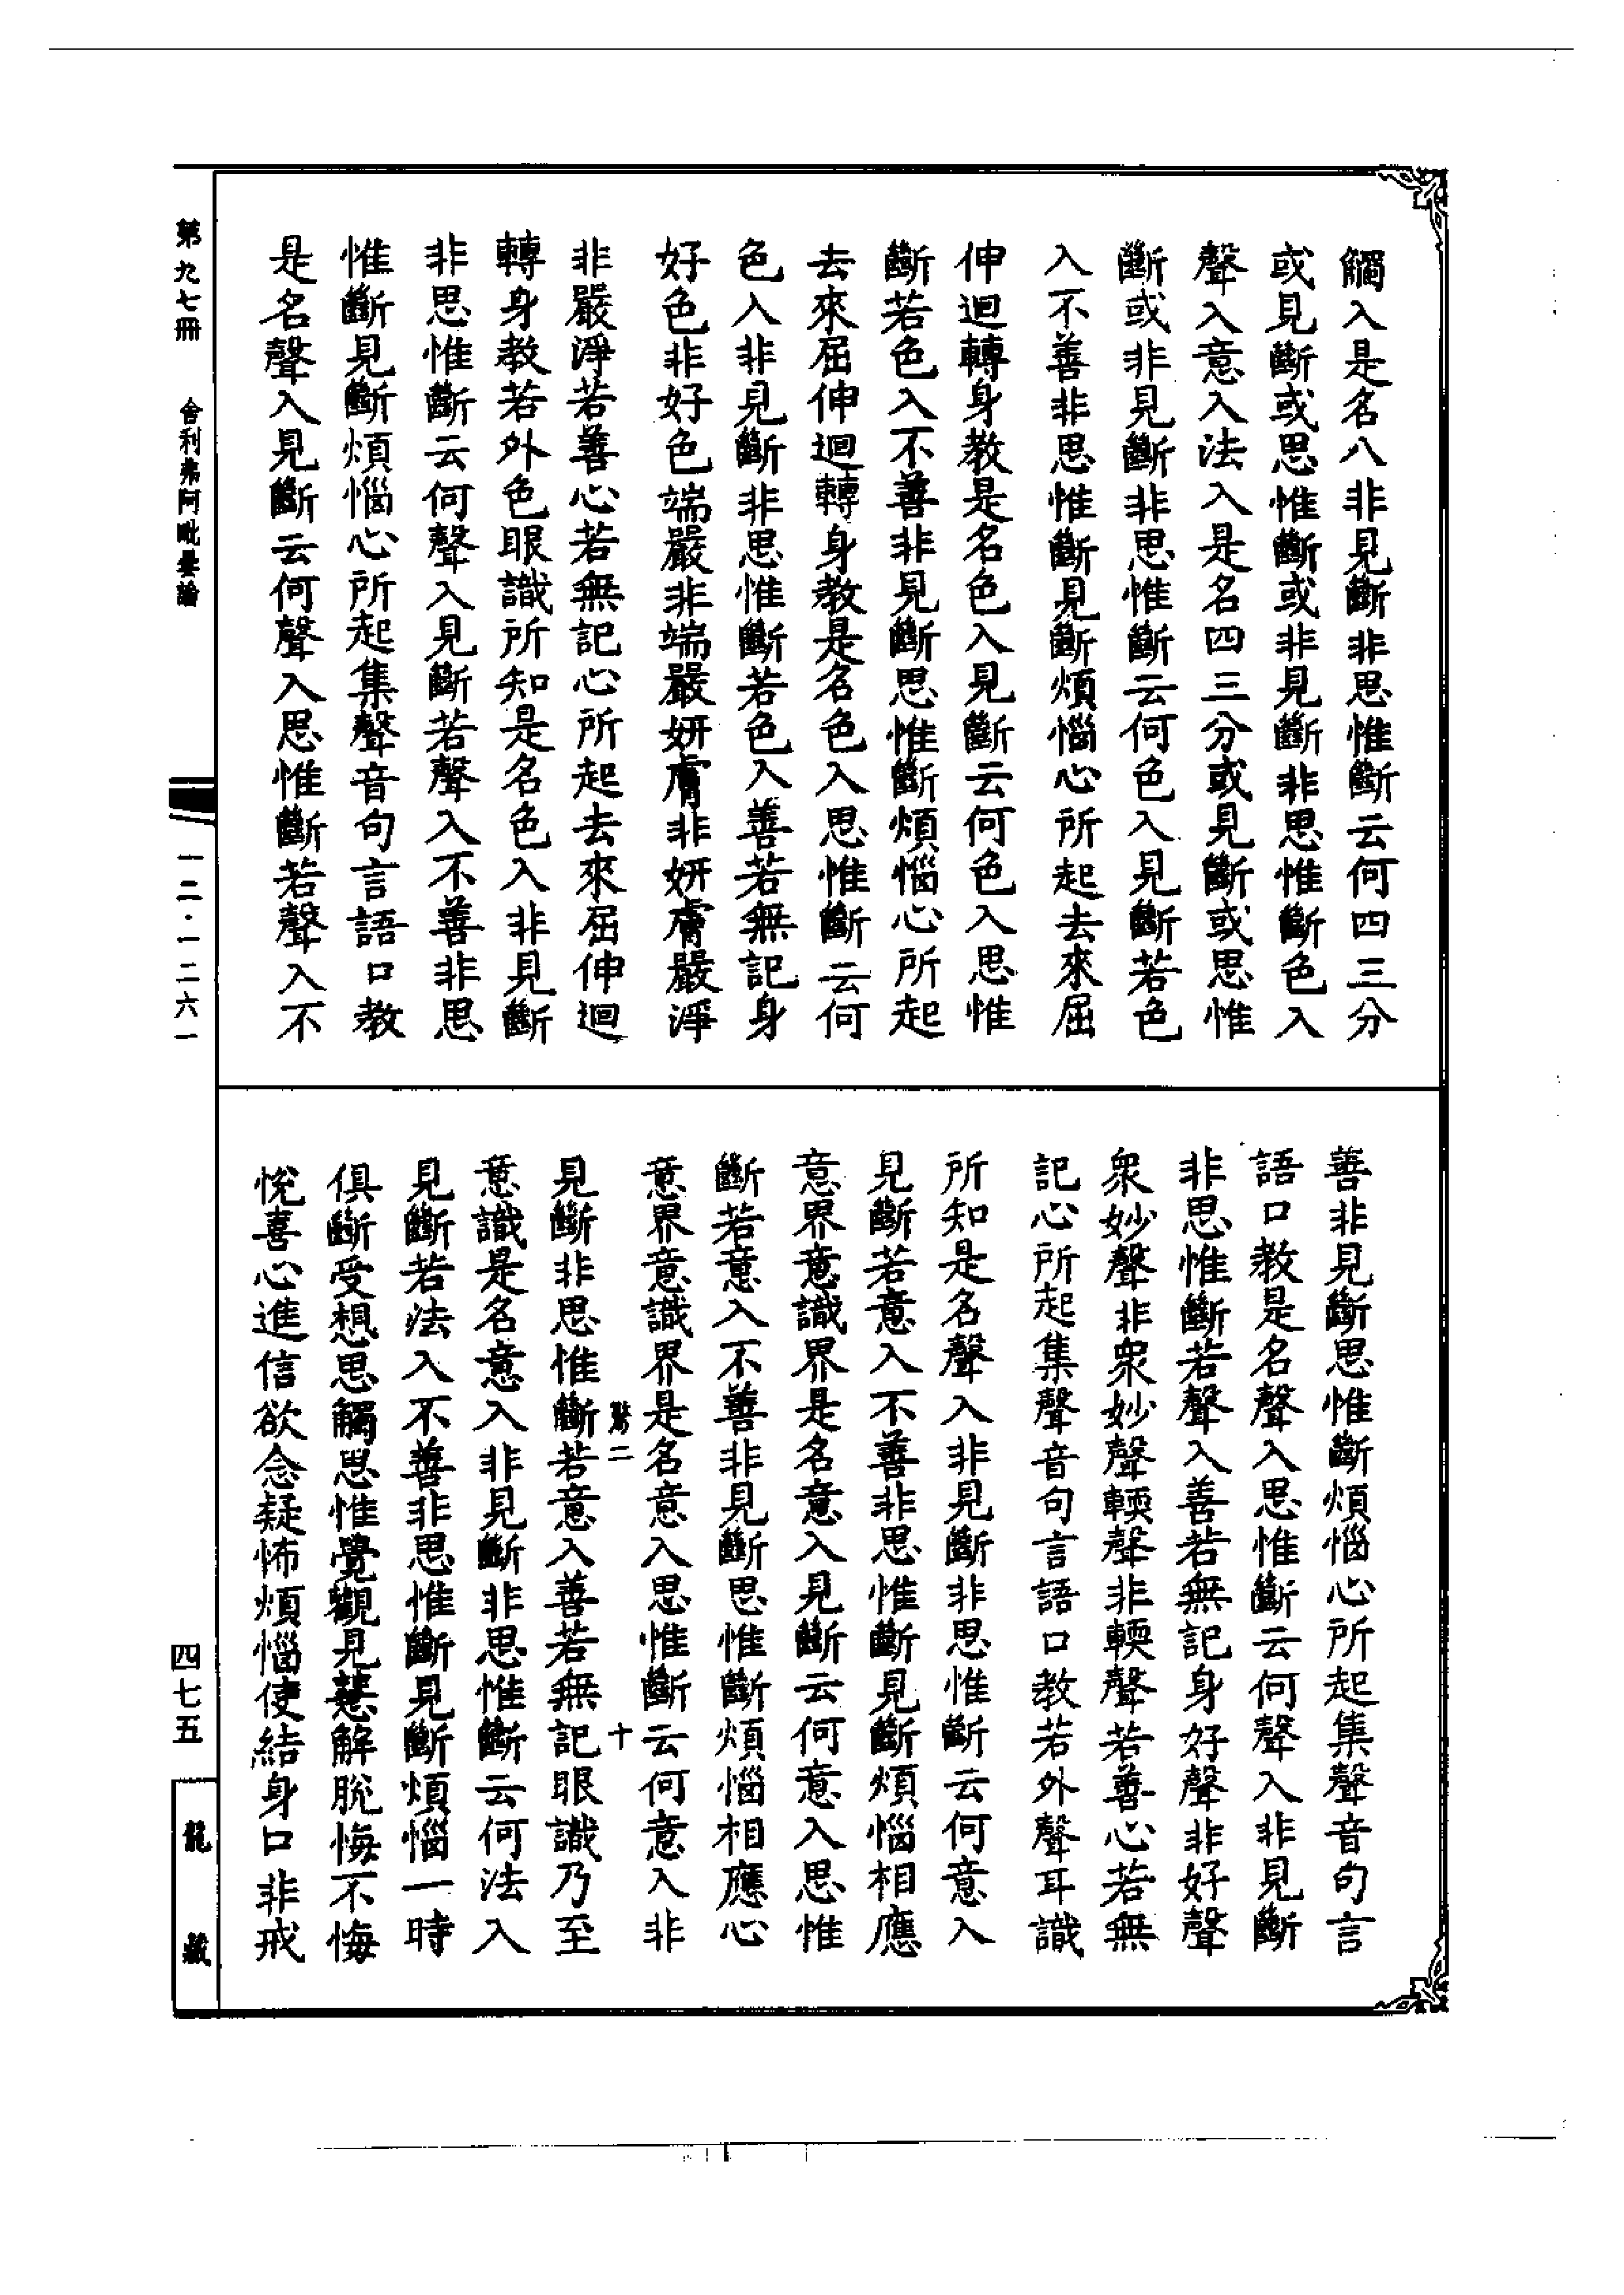 觸入是名八非見斷非思惟斷云何四三分
或見斷或思惟斷或非見斷非思惟斷色入
聲入意入法入是名四三分或見斷或思惟
斷或非見斷非思惟斷云何色入見斷若色
入不善非思惟斷見斷煩惱心所起去來屈
伸迴轉身教是名色入見斷云何色入思惟
斷若色入不善非見斷思惟斷煩惱心所起
去來屈伸迴轉身教是名色入思惟斷云何
色入非見斷非思惟斷若色入善若無記身
好色非好色端嚴非端嚴妍膚非妍膚嚴淨
非嚴淨若善心若無記心所起去來屈伸迴
轉身教若外色眼識所知是名色入非見斷
非思惟斷云何聲入見斷若聲入不善非思
惟斷見斷煩惱心所起集聲音句言語口教
是名聲入見斷云何聲入思惟斷若聲入不
善非見斷思惟斷煩惱心所起集聲音句言
語口教是名聲入思惟斷云何聲入非見斷
非思惟斷若聲入善若無記身好聲非好聲
衆妙聲非衆妙聲輭聲非輭聲若善心若無
記心所起集聲音句言語口教若外聲耳識
所知是名聲入非見斷非思惟斷云何意入
見斷若意入不善非思惟斷見斷煩惱相應
意界意識界是名意入見斷云何意入思惟
斷若意入不善非見斷思惟斷煩惱相應心
意界意識界是名意入思惟斷云何意入非
二 十
見斷非思惟斷若意入善若無記眼識乃至
意識是名意入非見斷非思惟斷云何法入
見斷若法入不善非思惟斷見斷煩惱一時
俱斷受想思觸思惟覺觀見慧解脫悔不悔
悅喜心進信欲念疑怖煩惱使結身口非戒
第九七冊 舍利弗阿毗曇論 一二·一二六一 四七五 龍藏